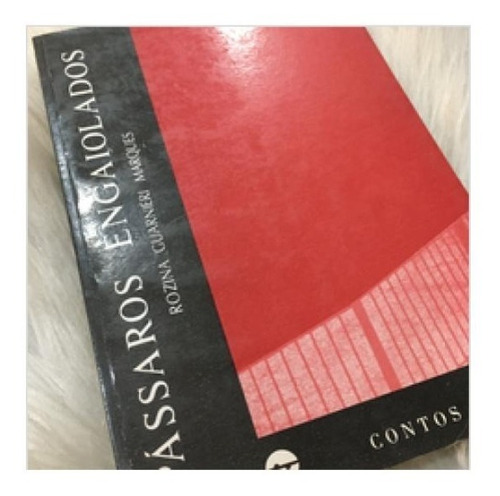 PÁSSAROS ENGAIOLADOS
ROZINA GUARNIERI MARQUES
CONTOS